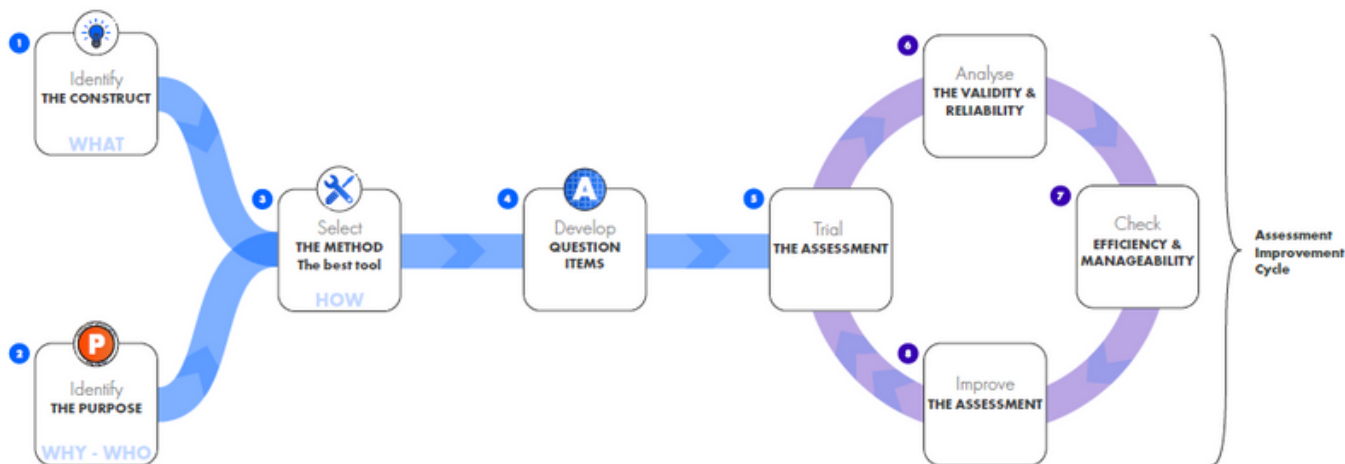 1
Identify
THE CONSTRUCT
WHAT
2
P
Identify
THE PURPOSE
WHY - WHO
3
Select
THE METHOD
The best tool
HOW
4
A
Develop
QUESTION
ITEMS
5
Trial
THE ASSESSMENT
6
Analyse
THE VALIDITY &
RELIABILITY
7
Check
EFFICIENCY &
MANAGEABILITY
8
Improve
THE ASSESSMENT
Assessment
Improvement
Cycle